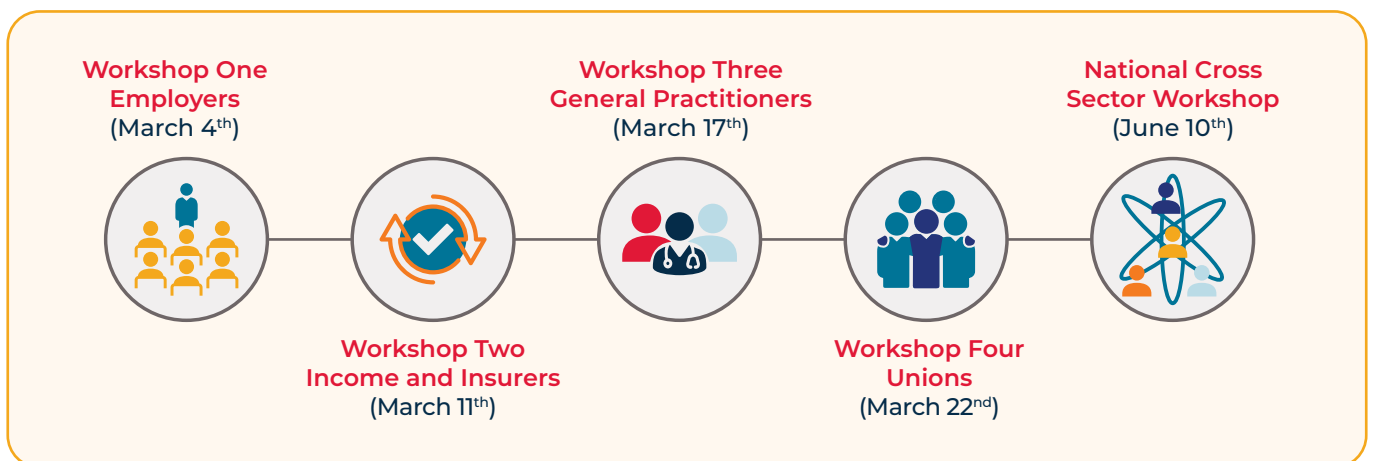 Workshop One
Employers
(March 4th)
Workshop Two
Income and Insurers
(March 11th)
Workshop Three
General Practitioners
(March 17th)
Workshop Four
Unions
(March 22nd)
National Cross
Sector Workshop
(June 10th)